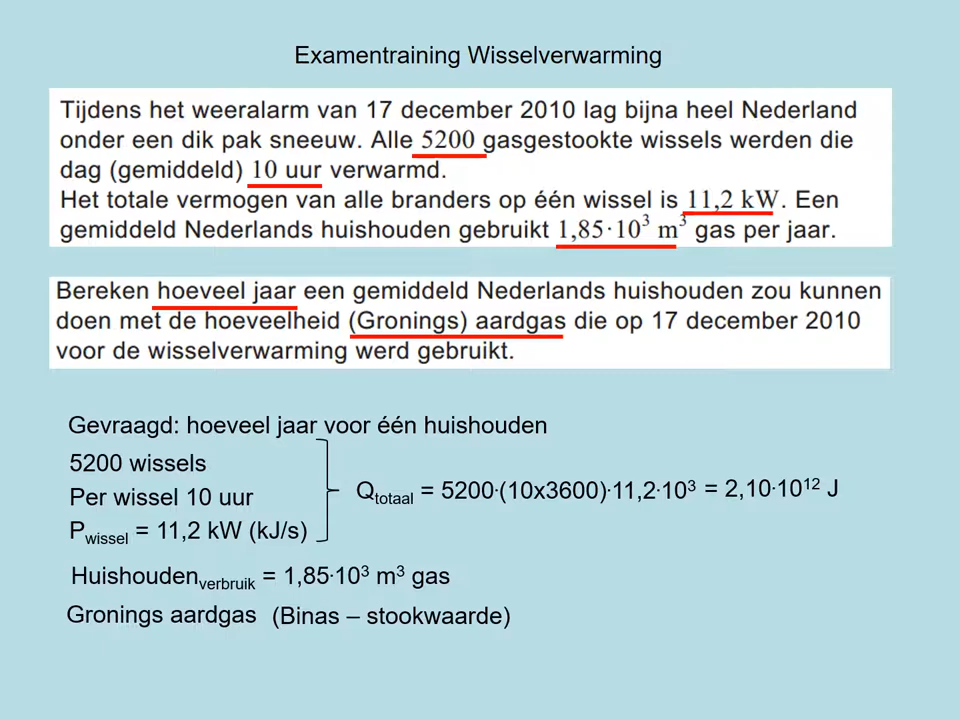 Examentraining Wisselverwarming
Tijdens het weeralarm van 17 december 2010 lag bijna heel Nederland
onder een dik pak sneeuw. Alle 5200 gasgestookte wissels werden die
dag (gemiddeld) 10 uur verwarmd.
Het totale vermogen van alle branders op één wissel is 11,2 kW. Een
gemiddeld Nederlands huishouden gebruikt 1,85·10³ m³ gas per jaar.
Bereken hoeveel jaar een gemiddeld Nederlands huishouden zou kunnen
doen met de hoeveelheid (Gronings) aardgas die op 17 december 2010
voor de wisselverwarming werd gebruikt.
Gevraagd: hoeveel jaar voor één huishouden
5200 wissels
Per wissel 10 uur
P_wissel = 11,2 kW (kJ/s)
Q_totaal = 5200·(10x3600)·11,2·10³ = 2,10·10¹² J
Huishouden_verbruik = 1,85·10³ m³ gas
Gronings aardgas (Binas – stookwaarde)